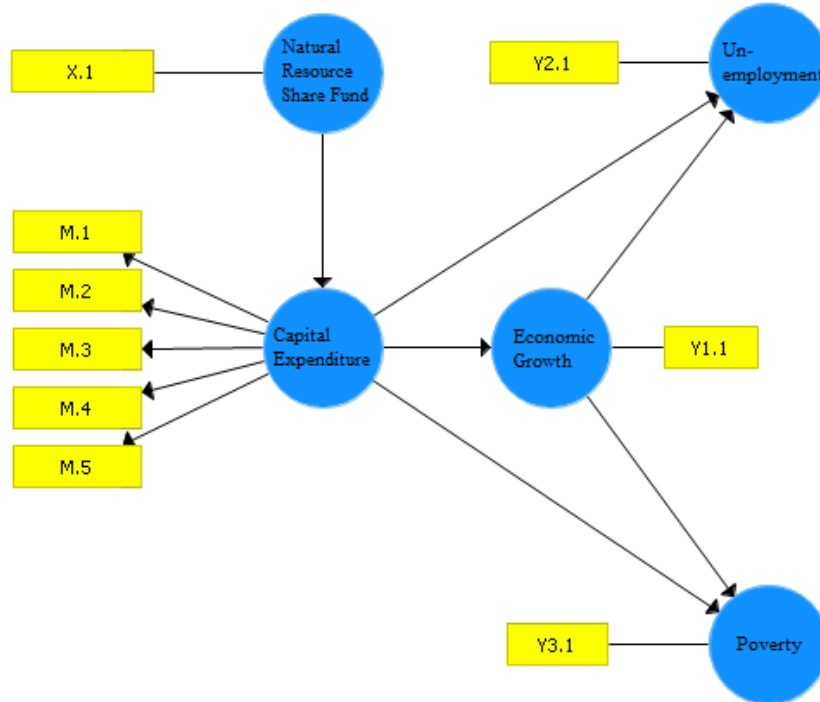 X.1
Natural
Resource
Share Fund
Y2.1
Un-
employment
M.1
M.2
M.3
M.4
M.5
Capital
Expenditure
Economic
Growth
Y1.1
Y3.1
Poverty